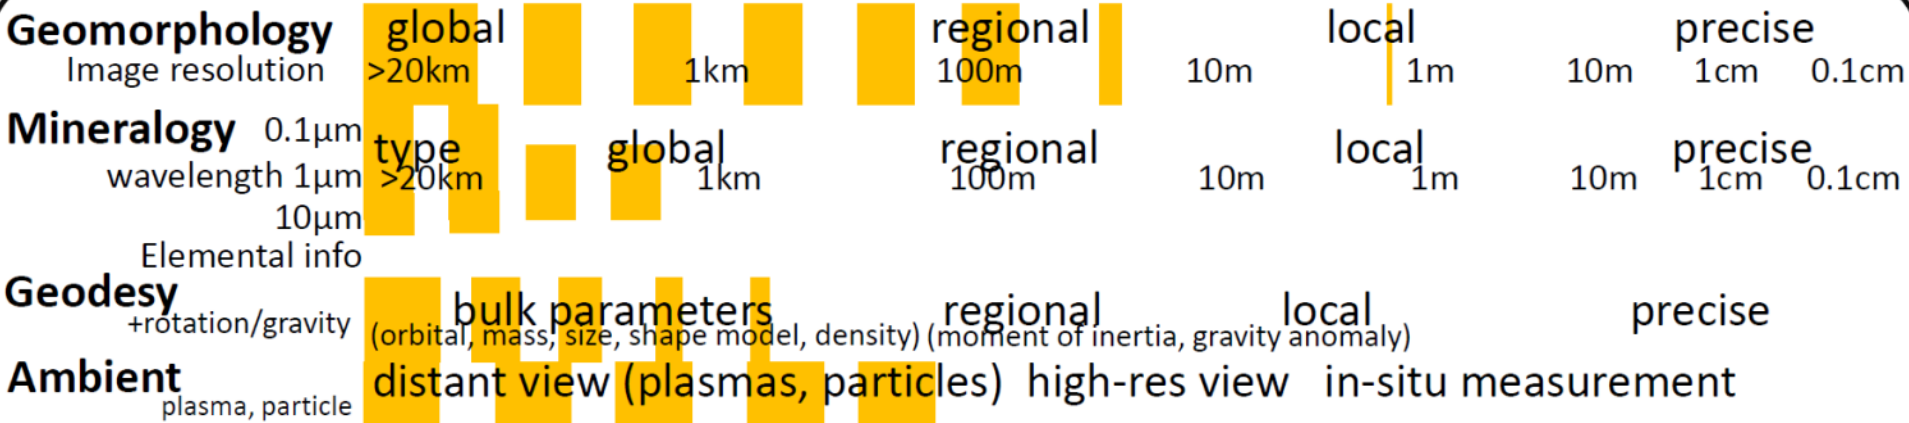 Geomorphology global regional local precise
Image resolution >20km 1km 100m 10m 1m 10m 1cm 0.1cm
Mineralogy 0.1µm type global regional local precise
wavelength 1µm >20km 1km 100m 10m 1m 10m 1cm 0.1cm
10µm
Elemental info
Geodesy bulk parameters regional local precise
+rotation/gravity (orbital, mass, size, shape model, density) (moment of inertia, gravity anomaly)
Ambient distant view (plasmas, particles) high-res view in-situ measurement
plasma, particle